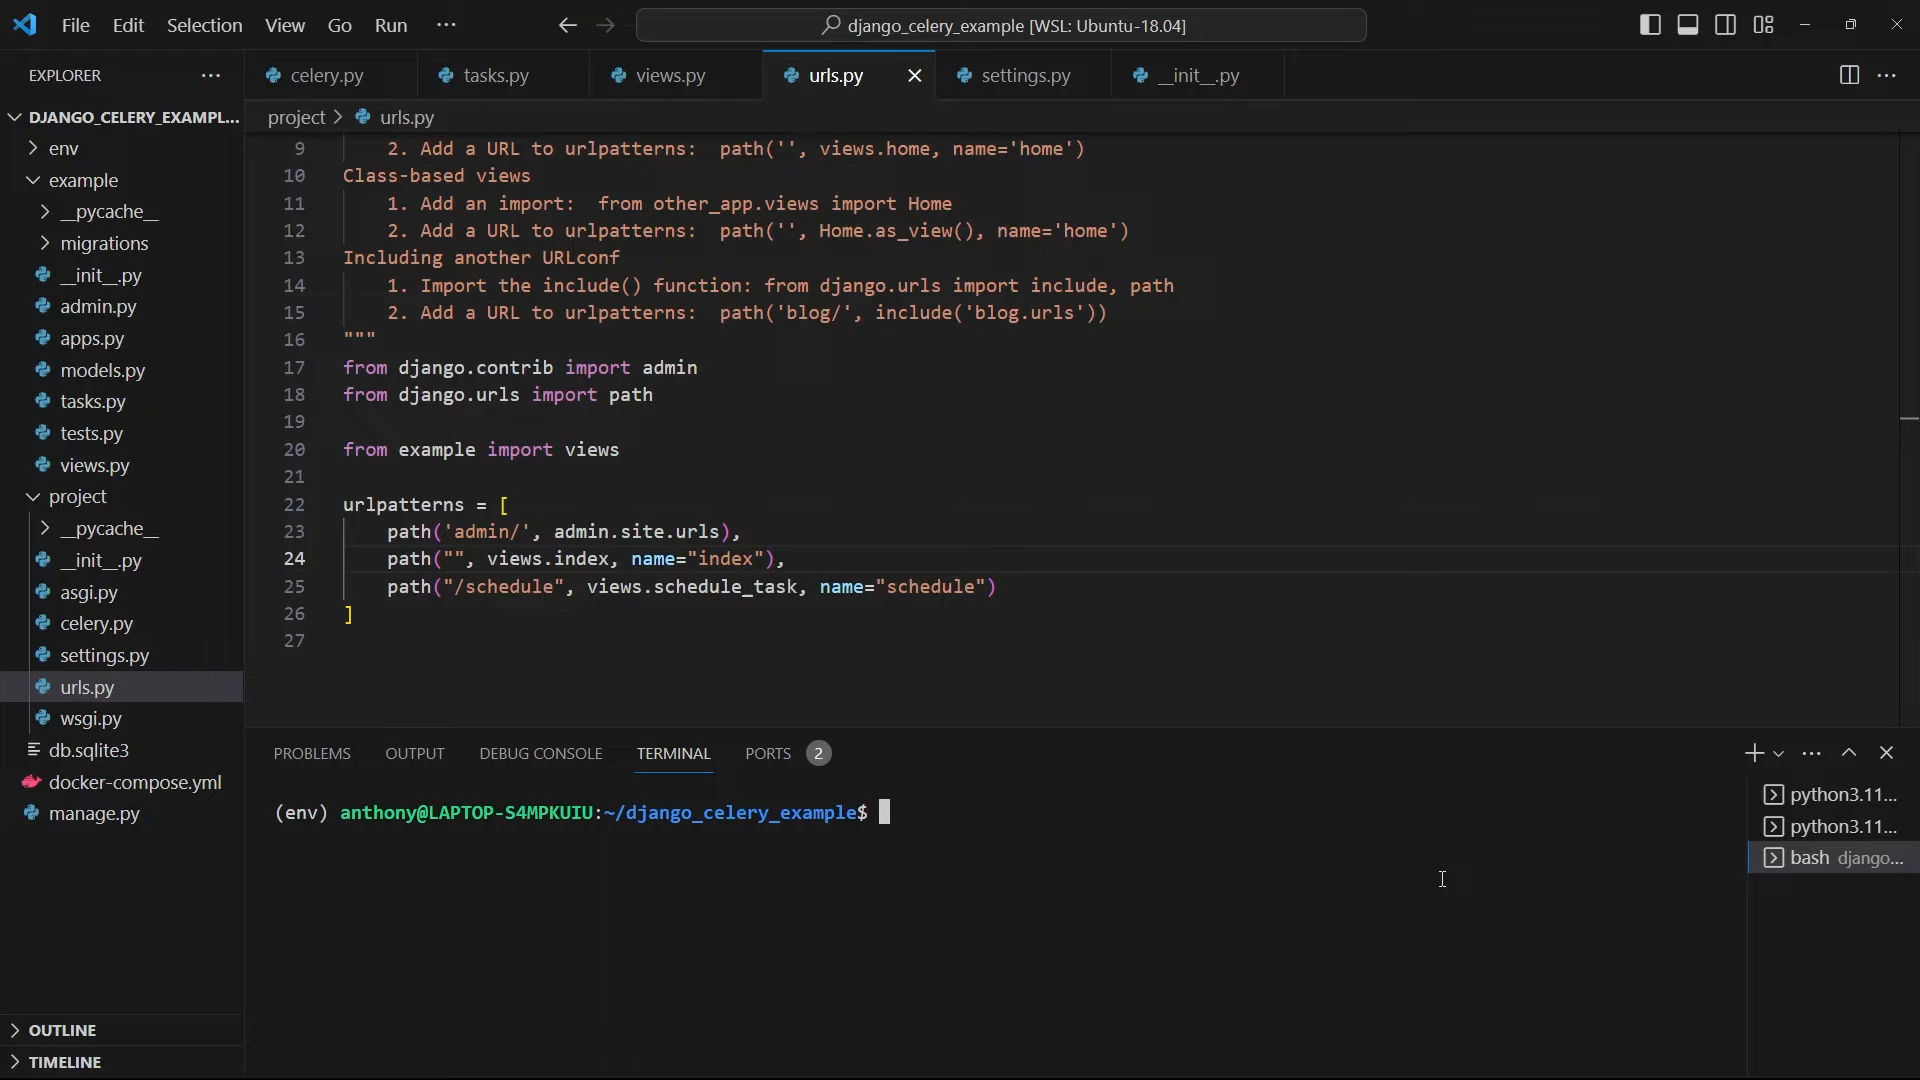 File Edit Selection View Go Run ···
django_celery_example [WSL: Ubuntu-18.04]
EXPLORER
DJANGO_CELERY_EXAMPL...
env
example
__pycache__
migrations
__init__.py
admin.py
apps.py
models.py
tasks.py
tests.py
views.py
project
__pycache__
__init__.py
asgi.py
celery.py
settings.py
urls.py
wsgi.py
db.sqlite3
docker-compose.yml
manage.py
OUTLINE
TIMELINE
celery.py tasks.py views.py urls.py settings.py __init__.py
project > urls.py
9 2. Add a URL to urlpatterns:  path('', views.home, name='home')
10 Class-based views
11 1. Add an import:  from other_app.views import Home
12 2. Add a URL to urlpatterns:  path('', Home.as_view(), name='home')
13 Including another URLconf
14 1. Import the include() function: from django.urls import include, path
15 2. Add a URL to urlpatterns:  path('blog/', include('blog.urls'))
16 """
17 from django.contrib import admin
18 from django.urls import path
19
20 from example import views
21
22 urlpatterns = [
23 path('admin/', admin.site.urls),
24 path("", views.index, name="index"),
25 path("/schedule", views.schedule_task, name="schedule")
26 ]
27
PROBLEMS OUTPUT DEBUG CONSOLE TERMINAL PORTS 2
(env) anthony@LAPTOP-S4MPKUIU:~/django_celery_example$
python3.11...
python3.11...
bash django...